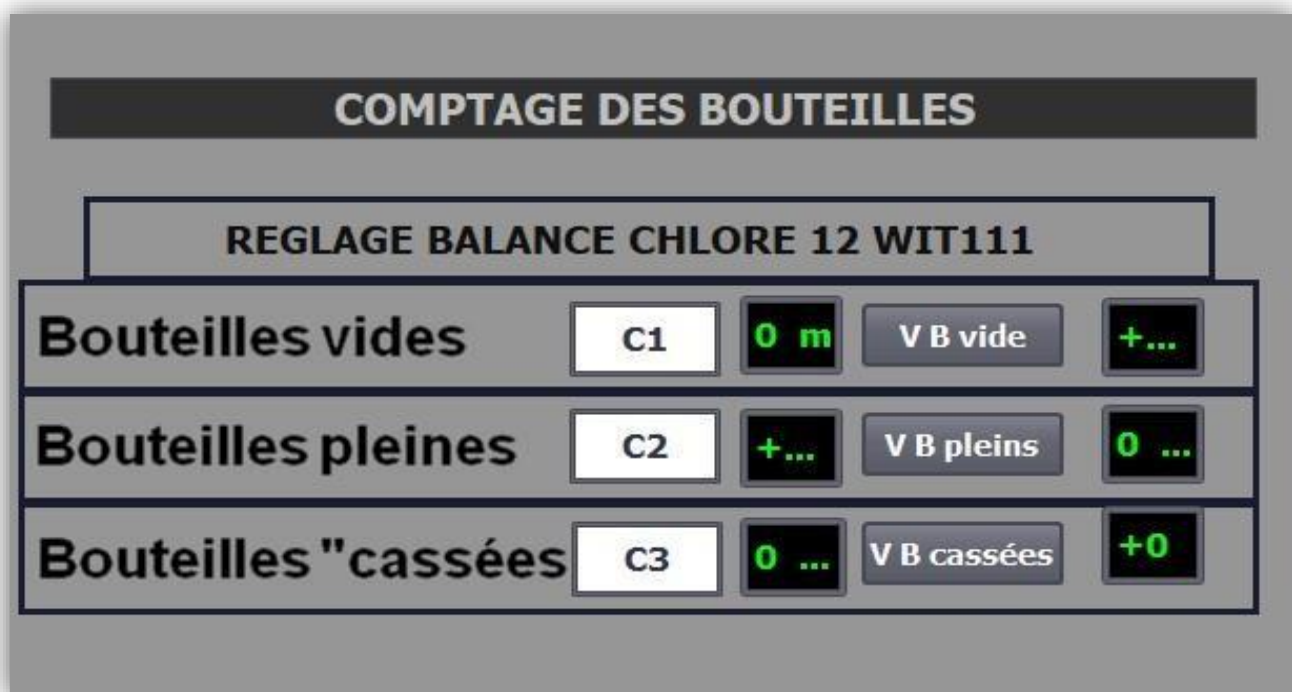 COMPTAGE DES BOUTEILLES
REGLAGE BALANCE CHLORE 12 WIT111
Bouteilles vides C1 0 m V B vide +...
Bouteilles pleines C2 +... V B pleins 0 ...
Bouteilles "cassées C3 0 ... V B cassées +0